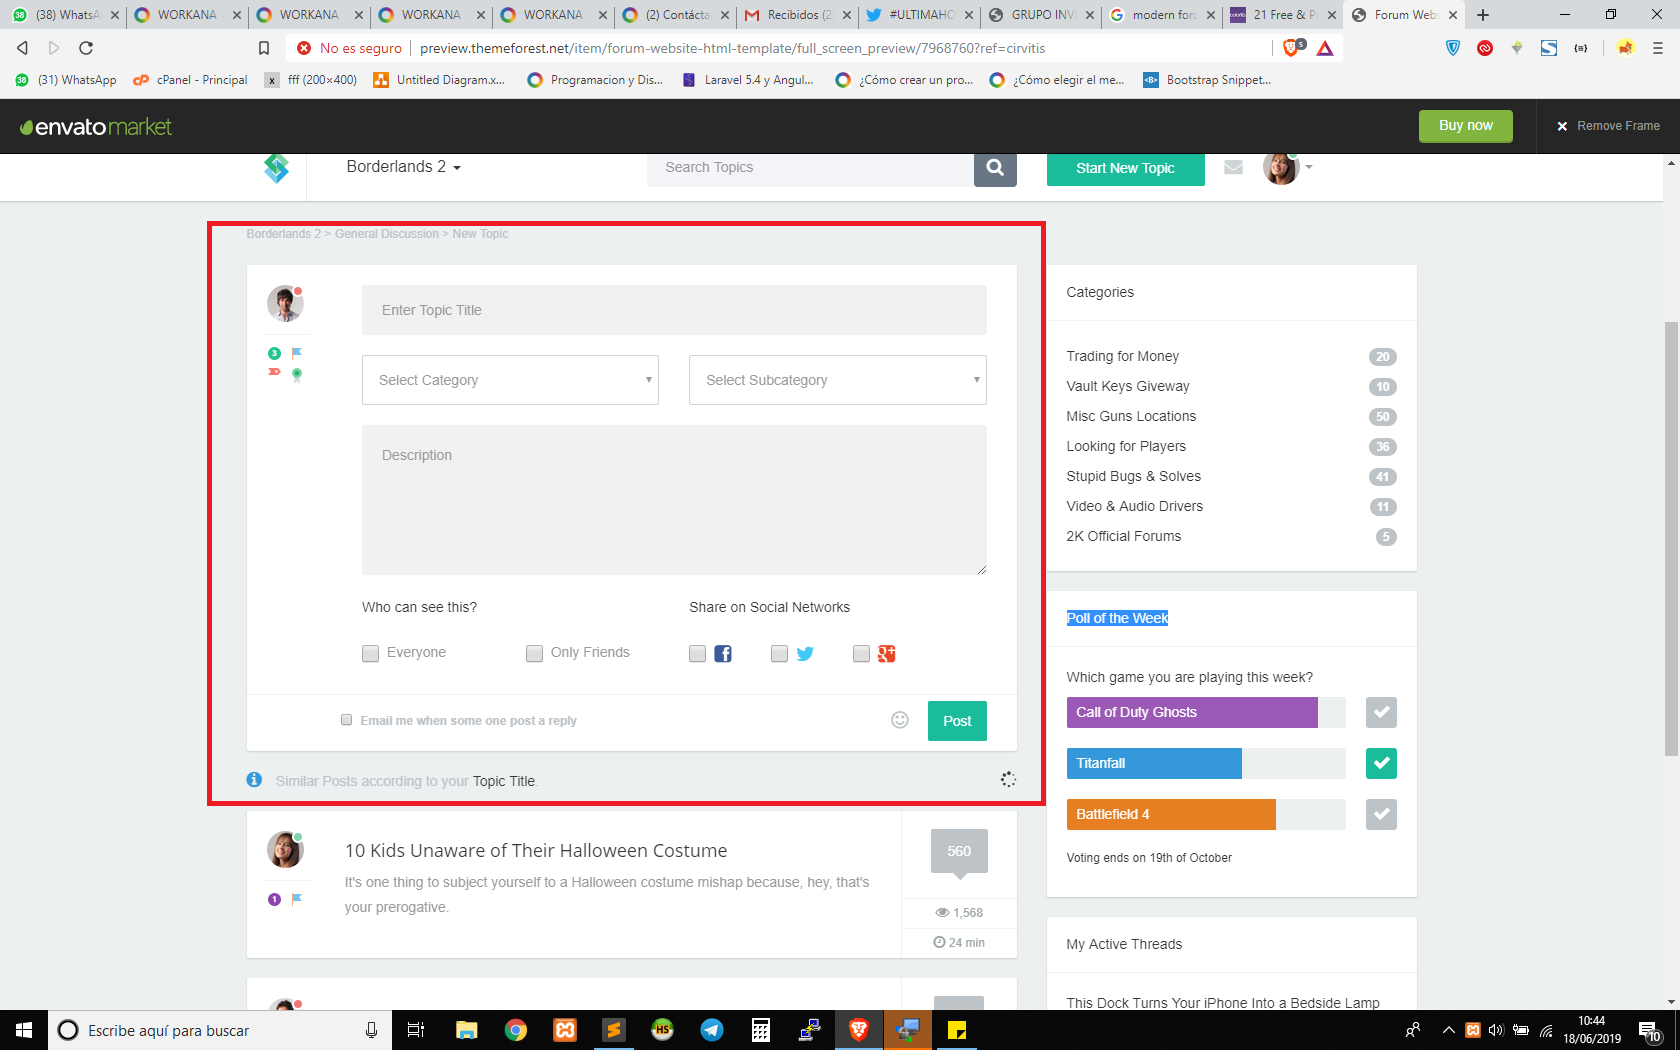 (38) WhatsA
WORKANA
WORKANA
WORKANA
WORKANA
(2) Contácta
Recibidos (2
#ULTIMAHO
GRUPO INV
modern for
21 Free & P
Forum Webs
No es seguro
preview.themeforest.net/item/forum-website-html-template/full_screen_preview/7968760?ref=cirvitis
(31) WhatsApp
cPanel - Principal
fff (200×400)
Untitled Diagram.x...
Programacion y Dis...
Laravel 5.4 y Angul...
¿Cómo crear un pro...
¿Cómo elegir el me...
Bootstrap Snippet...
envatomarket
Buy now
Remove Frame
Borderlands 2
Search Topics
Start New Topic
Borderlands 2 > General Discussion > New Topic
Enter Topic Title
3
Select Category
Select Subcategory
Description
Who can see this?
Share on Social Networks
Everyone
Only Friends
Email me when some one post a reply
Post
Similar Posts according to your Topic Title.
10 Kids Unaware of Their Halloween Costume
It's one thing to subject yourself to a Halloween costume mishap because, hey, that's
your prerogative.
1
560
1,568
24 min
Categories
Trading for Money 20
Vault Keys Giveway 10
Misc Guns Locations 50
Looking for Players 36
Stupid Bugs & Solves 41
Video & Audio Drivers 11
2K Official Forums 5
Poll of the Week
Which game you are playing this week?
Call of Duty Ghosts
Titanfall
Battlefield 4
Voting ends on 19th of October
My Active Threads
This Dock Turns Your iPhone Into a Bedside Lamp
Escribe aquí para buscar
10:44
18/06/2019
10